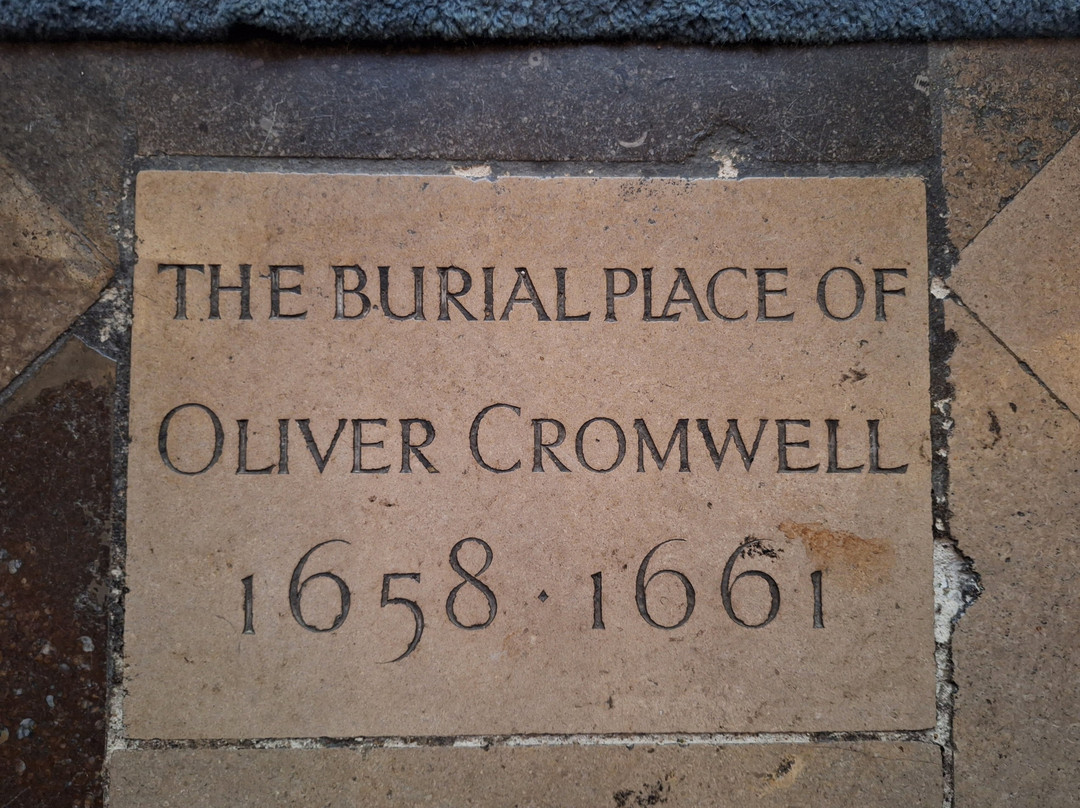 THE BURIAL PLACE OF
OLIVER CROMWELL
1658 · 1661